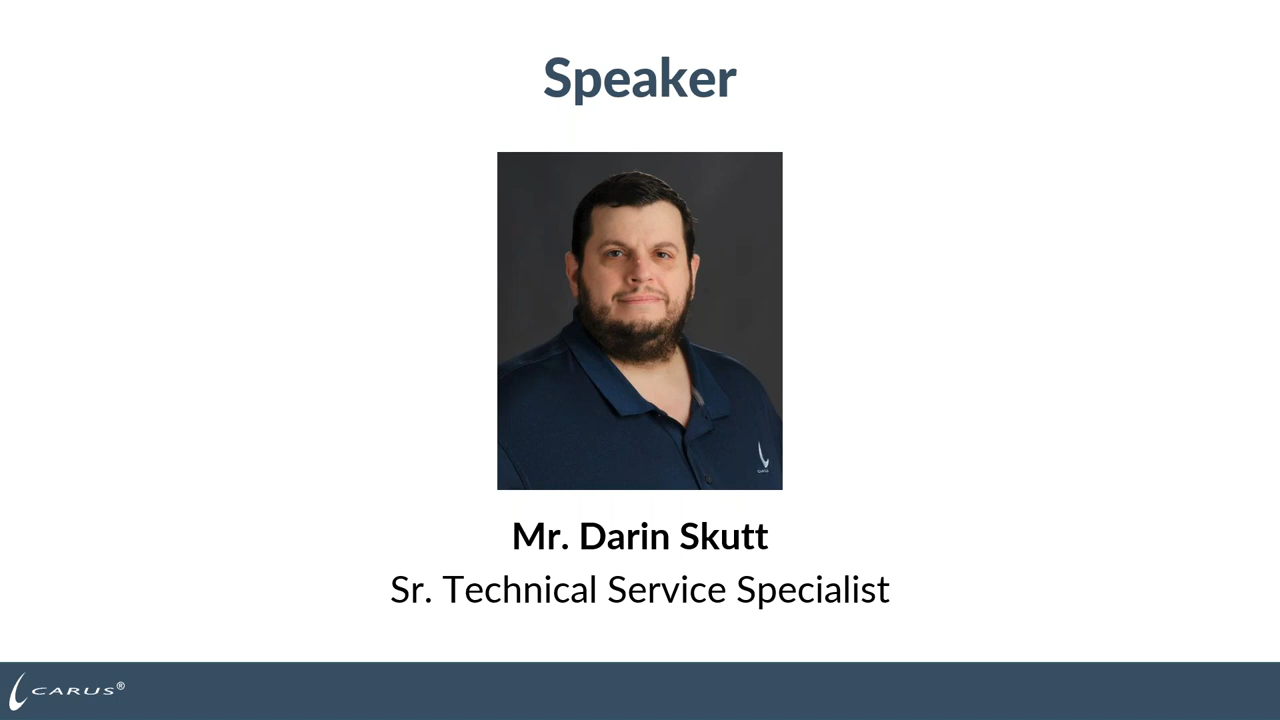 Speaker
Mr. Darin Skutt
Sr. Technical Service Specialist
CARUS®